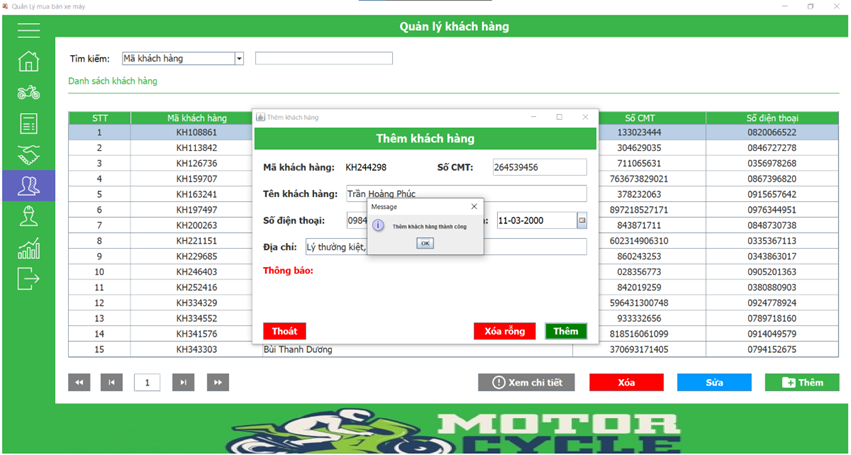 Quản Lý mua bán xe máy
Quản lý khách hàng
Tìm kiếm: Mã khách hàng
Danh sách khách hàng
STT Mã khách hàng Số CMT Số điện thoại
1 KH108861 133023444 0820066522
2 KH113842 304629035 0846727278
3 KH126736 711065631 0356978268
4 KH159707 763673829021 0867396820
5 KH163241 378232063 0915657642
6 KH197497 897218527171 0976344951
7 KH200263 843871711 0848730738
8 KH221151 602314906310 0335367113
9 KH229685 860243253 0343863017
10 KH246403 028356773 0905201363
11 KH252416 842019259 0380880903
12 KH334329 596431300748 0924778924
13 KH334552 933332656 0789718160
14 KH341576 818516061099 0914049579
15 KH343303 Bùi Thanh Dương 370693171405 0794152675
Thêm khách hàng
Thêm khách hàng
Mã khách hàng: KH244298 Số CMT: 264539456
Tên khách hàng: Trần Hoàng Phúc
Số điện thoại: 0984 11-03-2000
Địa chỉ: Lý thường kiệt,
Thông báo:
Thoát Xóa rỗng Thêm
Message
Thêm khách hàng thành công
OK
1 Xem chi tiết Xóa Sửa Thêm
MOTOR
CYCLE